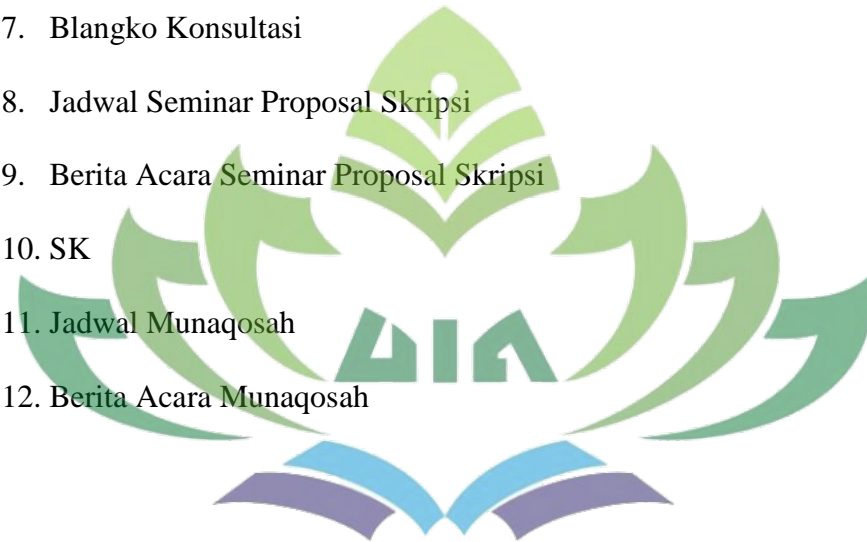 7. Blangko Konsultasi
8. Jadwal Seminar Proposal Skripsi
9. Berita Acara Seminar Proposal Skripsi
10. SK
11. Jadwal Munaqosah
12. Berita Acara Munaqosah
UIN